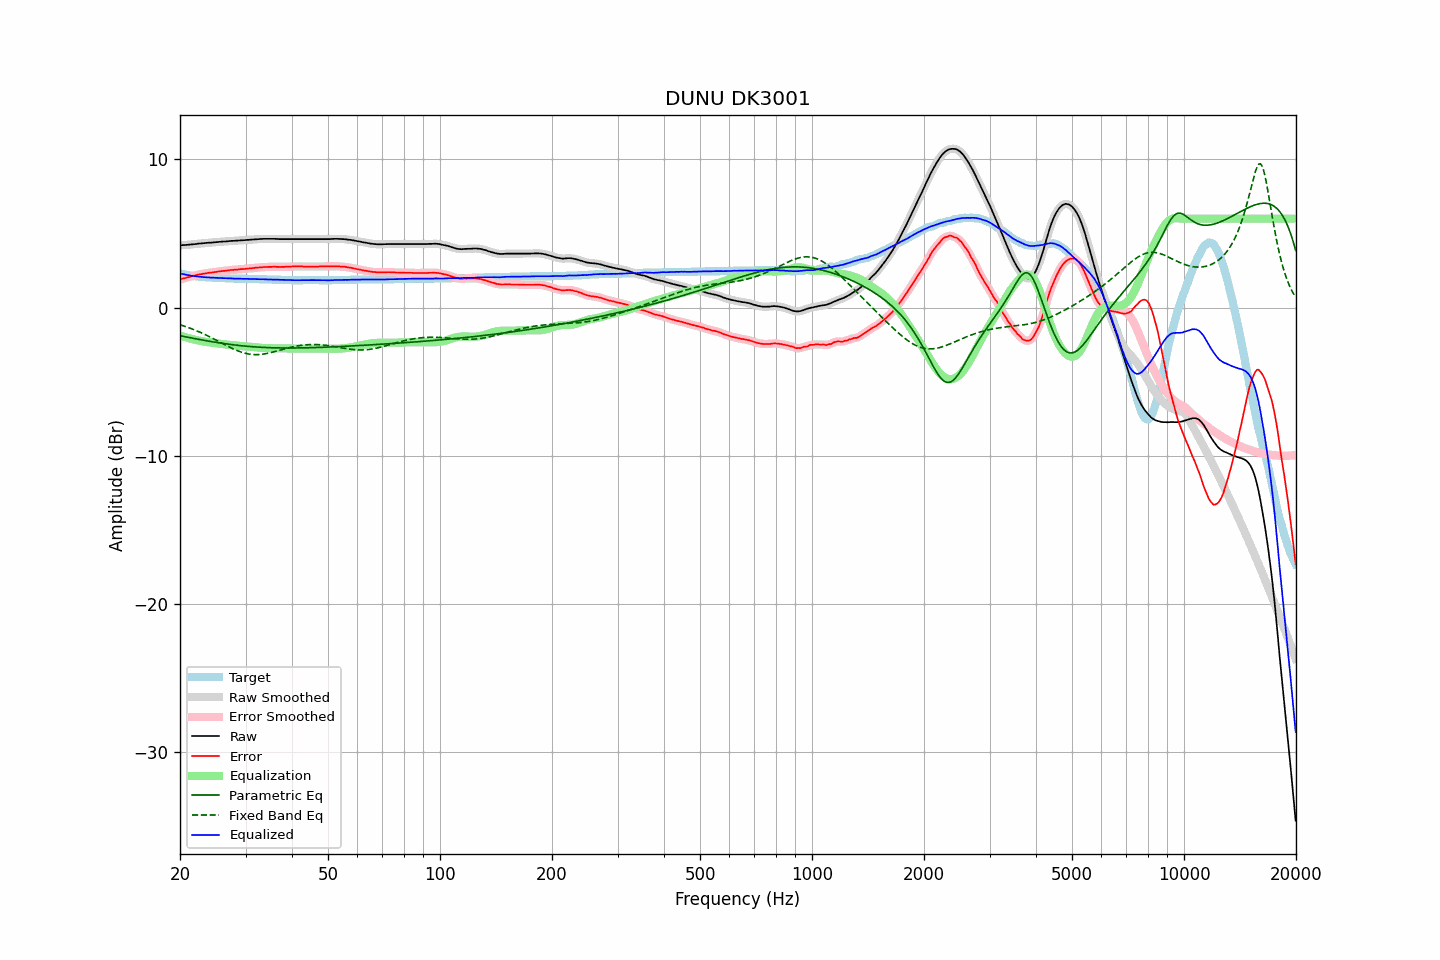 DUNU DK3001
Amplitude (dBr)
10
0
−10
−20
−30
Target
Raw Smoothed
Error Smoothed
Raw
Error
Equalization
Parametric Eq
Fixed Band Eq
Equalized
20 50 100 200 500 1000 2000 5000 10000 20000
Frequency (Hz)